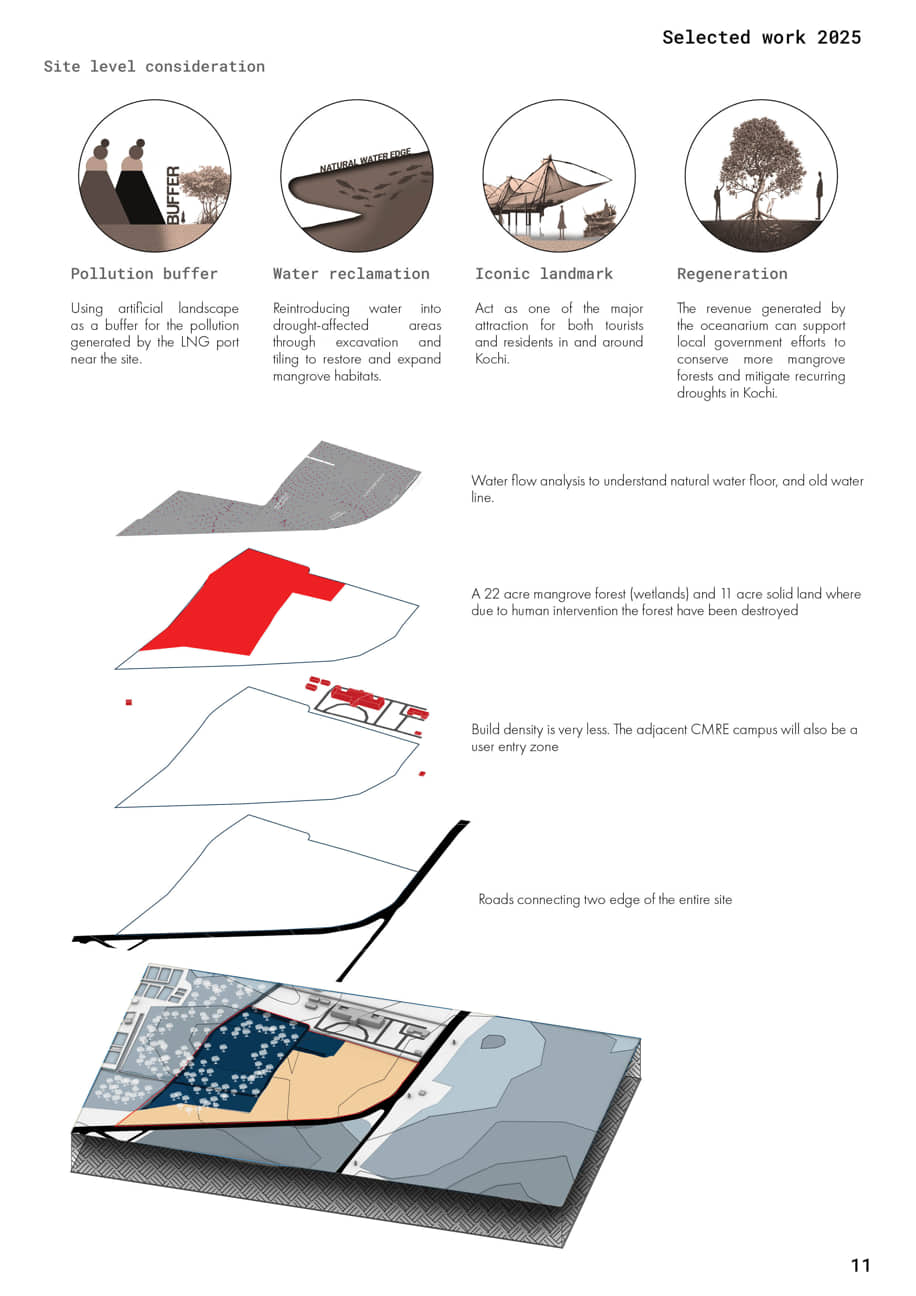 Selected work 2025
Site level consideration
BUFFER
NATURAL WATER EDGE
Pollution buffer
Using artificial landscape
as a buffer for the pollution
generated by the LNG port
near the site.
Water reclamation
Reintroducing water into
drought-affected areas
through excavation and
tiling to restore and expand
mangrove habitats.
Iconic landmark
Act as one of the major
attraction for both tourists
and residents in and around
Kochi.
Regeneration
The revenue generated by
the oceanarium can support
local government efforts to
conserve more mangrove
forests and mitigate recurring
droughts in Kochi.
Water flow analysis to understand natural water floor, and old water
line.
A 22 acre mangrove forest (wetlands) and 11 acre solid land where
due to human intervention the forest have been destroyed
Build density is very less. The adjacent CMRE campus will also be a
user entry zone
Roads connecting two edge of the entire site
11